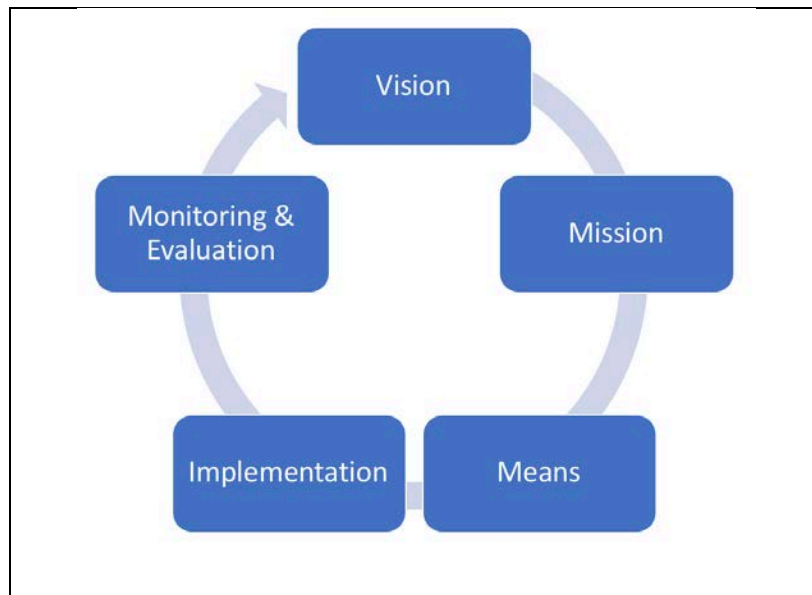 Vision
Mission
Means
Implementation
Monitoring &
Evaluation